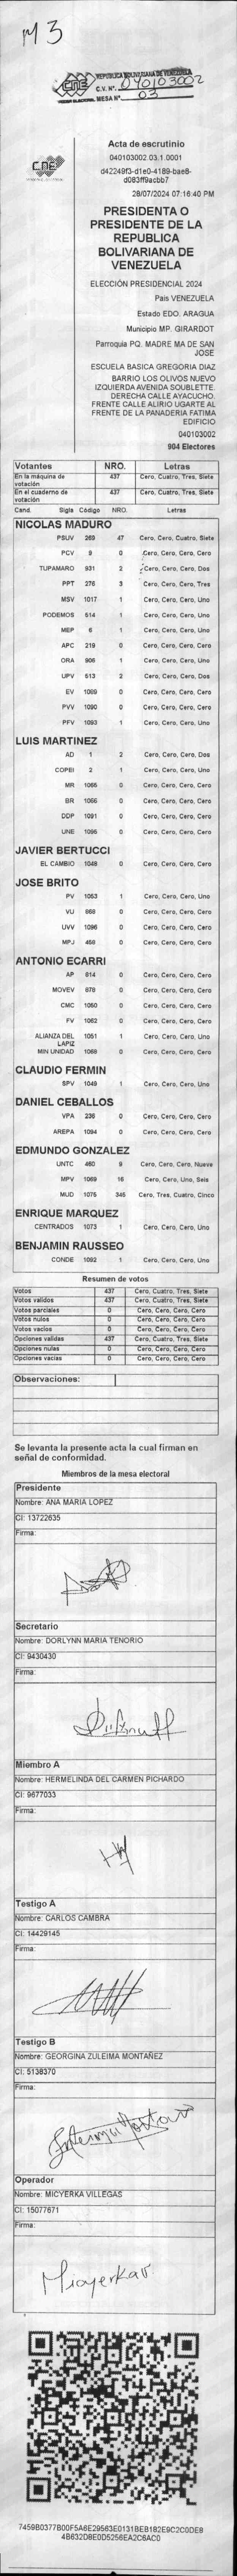 M 3
REPUBLICA BOLIVARIANA DE VENEZUELA
CNE C.V. N°. 040103002
PODER ELECTORAL MESA N° 03
CNE
Acta de escrutinio
040103002.03.1.0001
d42249f3-d1e0-4189-bae8-
d083ff9acbb7
28/07/2024 07:16:40 PM
PRESIDENTA O
PRESIDENTE DE LA
REPUBLICA
BOLIVARIANA DE
VENEZUELA
ELECCIÓN PRESIDENCIAL 2024
Pais VENEZUELA
Estado EDO. ARAGUA
Municipio MP. GIRARDOT
Parroquia PQ. MADRE MA DE SAN
JOSE
ESCUELA BASICA GREGORIA DIAZ
BARRIO LOS OLIVOS NUEVO
IZQUIERDA AVENIDA SOUBLETTE.
DERECHA CALLE AYACUCHO.
FRENTE CALLE ALIRIO UGARTE AL
FRENTE DE LA PANADERIA FATIMA
EDIFICIO
040103002
904 Electores
Votantes NRO. Letras
En la máquina de votación 437 Cero, Cuatro, Tres, Siete
En el cuaderno de votación 437 Cero, Cuatro, Tres, Siete
Cand. Sigla Código NRO. Letras
NICOLAS MADURO
PSUV 269 47 Cero, Cero, Cuatro, Siete
PCV 9 0 Cero, Cero, Cero, Cero
TUPAMARO 931 2 Cero, Cero, Cero, Dos
PPT 276 3 Cero, Cero, Cero, Tres
MSV 1017 1 Cero, Cero, Cero, Uno
PODEMOS 514 1 Cero, Cero, Cero, Uno
MEP 6 1 Cero, Cero, Cero, Uno
APC 219 0 Cero, Cero, Cero, Cero
ORA 906 1 Cero, Cero, Cero, Uno
UPV 513 2 Cero, Cero, Cero, Dos
EV 1089 0 Cero, Cero, Cero, Cero
PVV 1090 0 Cero, Cero, Cero, Cero
PFV 1093 1 Cero, Cero, Cero, Uno
LUIS MARTINEZ
AD 1 2 Cero, Cero, Cero, Dos
COPEI 2 1 Cero, Cero, Cero, Uno
MR 1065 0 Cero, Cero, Cero, Cero
BR 1066 0 Cero, Cero, Cero, Cero
DDP 1091 0 Cero, Cero, Cero, Cero
UNE 1096 0 Cero, Cero, Cero, Cero
JAVIER BERTUCCI
EL CAMBIO 1048 0 Cero, Cero, Cero, Cero
JOSE BRITO
PV 1053 1 Cero, Cero, Cero, Uno
VU 868 0 Cero, Cero, Cero, Cero
UVV 1096 0 Cero, Cero, Cero, Cero
MPJ 458 0 Cero, Cero, Cero, Cero
ANTONIO ECARRI
AP 814 0 Cero, Cero, Cero, Cero
MOVEV 878 0 Cero, Cero, Cero, Cero
CMC 1050 0 Cero, Cero, Cero, Cero
FV 1062 0 Cero, Cero, Cero, Cero
ALIANZA DEL LAPIZ 1051 1 Cero, Cero, Cero, Uno
MIN UNIDAD 1068 0 Cero, Cero, Cero, Cero
CLAUDIO FERMIN
SPV 1049 1 Cero, Cero, Cero, Uno
DANIEL CEBALLOS
VPA 236 0 Cero, Cero, Cero, Cero
AREPA 1094 0 Cero, Cero, Cero, Cero
EDMUNDO GONZALEZ
UNTC 460 9 Cero, Cero, Cero, Nueve
MPV 1069 16 Cero, Cero, Uno, Seis
MUD 1075 345 Cero, Tres, Cuatro, Cinco
ENRIQUE MARQUEZ
CENTRADOS 1073 1 Cero, Cero, Cero, Uno
BENJAMIN RAUSSEO
CONDE 1092 1 Cero, Cero, Cero, Uno
Resumen de votos
Votos 437 Cero, Cuatro, Tres, Siete
Votos validos 437 Cero, Cuatro, Tres, Siete
Votos parciales 0 Cero, Cero, Cero, Cero
Votos nulos 0 Cero, Cero, Cero, Cero
Votos vacios 0 Cero, Cero, Cero, Cero
Opciones validas 437 Cero, Cuatro, Tres, Siete
Opciones nulas 0 Cero, Cero, Cero, Cero
Opciones vacias 0 Cero, Cero, Cero, Cero
Observaciones:
Se levanta la presente acta la cual firman en
señal de conformidad.
Miembros de la mesa electoral
Presidente
Nombre: ANA MARIA LOPEZ
CI: 13722635
Firma:
Secretario
Nombre: DORLYNN MARIA TENORIO
CI: 9430430
Firma:
Miembro A
Nombre: HERMELINDA DEL CARMEN PICHARDO
CI: 9677033
Firma:
Testigo A
Nombre: CARLOS CAMBRA
CI: 14429145
Firma:
Testigo B
Nombre: GEORGINA ZULEIMA MONTAÑEZ
CI: 5138370
Firma:
Operador
Nombre: MICYERKA VILLEGAS
CI: 15077671
Firma:
Micyerkav
7459B0377B00F5A6E29563E0131BEB182E9C2C0DE8
4B632D8E0D5256EA2C6AC0